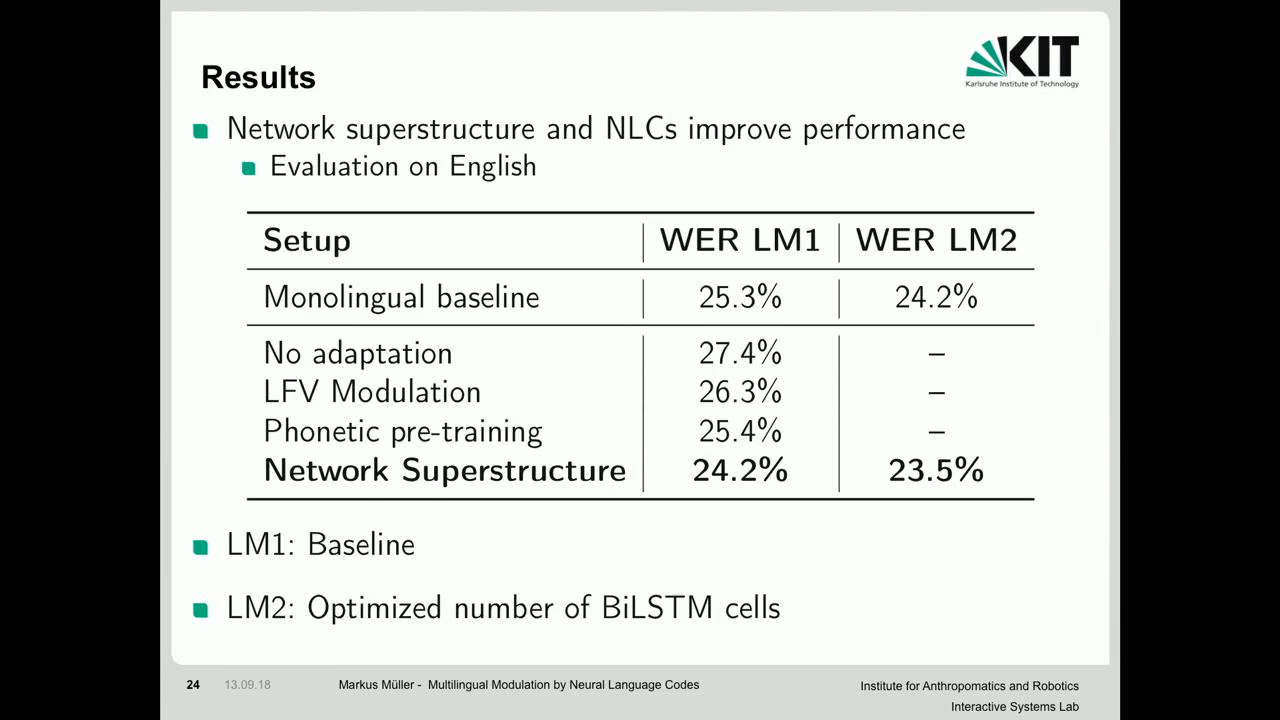 Results
KIT
Karlsruhe Institute of Technology
Network superstructure and NLCs improve performance
Evaluation on English
Setup WER LM1 WER LM2
Monolingual baseline 25.3% 24.2%
No adaptation 27.4% –
LFV Modulation 26.3% –
Phonetic pre-training 25.4% –
Network Superstructure 24.2% 23.5%
LM1: Baseline
LM2: Optimized number of BiLSTM cells
24 13.09.18 Markus Müller - Multilingual Modulation by Neural Language Codes Institute for Anthropomatics and Robotics
Interactive Systems Lab